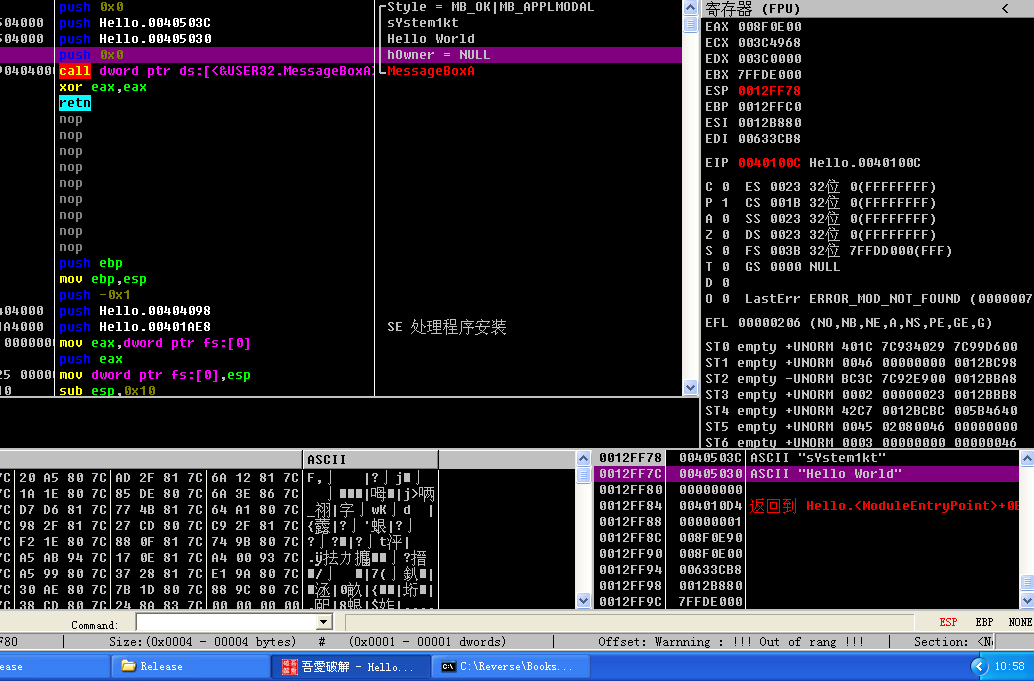 push 0x0
Style = MB_OK|MB_APPLMODAL
504000 push Hello.0040503C
sYstem1kt
504000 push Hello.00405030
Hello World
push 0x0
hOwner = NULL
call dword ptr ds:[<&USER32.MessageBoxA>
MessageBoxA
xor eax,eax
retn
nop
nop
nop
nop
nop
nop
nop
nop
nop
push ebp
mov ebp,esp
push -0x1
404000 push Hello.00404098
1A4000 push Hello.00401AE8
SE 处理程序安装
mov eax,dword ptr fs:[0]
push eax
mov dword ptr fs:[0],esp
sub esp,0x10
寄存器 (FPU) <
EAX 008F0E00
ECX 003C4968
EDX 003C0000
EBX 7FFDE000
ESP 0012FF78
EBP 0012FFC0
ESI 0012B880
EDI 00633CB8
EIP 0040100C Hello.0040100C
C 0 ES 0023 32位 0(FFFFFFFF)
P 1 CS 001B 32位 0(FFFFFFFF)
A 0 SS 0023 32位 0(FFFFFFFF)
Z 0 DS 0023 32位 0(FFFFFFFF)
S 0 FS 003B 32位 7FFDD000(FFF)
T 0 GS 0000 NULL
D 0
O 0 LastErr ERROR_MOD_NOT_FOUND (0000007
EFL 00000206 (NO,NB,NE,A,NS,PE,GE,G)
ST0 empty +UNORM 401C 7C934029 7C99D600
ST1 empty +UNORM 0046 00000000 0012BC98
ST2 empty -UNORM BC3C 7C92E900 0012BBA8
ST3 empty +UNORM 0002 00000023 0012BBB8
ST4 empty +UNORM 42C7 0012BCBC 005B4640
ST5 empty +UNORM 0045 02080046 00000000
ST6 empty +UNORM 0003 00000000 00000046
ASCII
7C 20 A5 80 7C AD 2F 81 7C 6A 12 81 7C
7C 1A 1E 80 7C 85 DE 80 7C 6A 3E 86 7C
7C D7 D6 81 7C 77 4B 81 7C 64 A1 80 7C
7C 98 2F 81 7C 27 CD 80 7C C9 2F 81 7C
7C F2 1E 80 7C 88 0F 81 7C 74 9B 80 7C
7C A5 AB 94 7C 17 0E 81 7C A4 00 93 7C
7C A5 99 80 7C 37 28 81 7C E1 9A 80 7C
7C 30 AE 80 7C 7B 1D 80 7C 88 9C 80 7C
7C 38 CD 80 7C 24 8A 83 7C 00 00 00 00
0012FF78 0040503C ASCII "sYstem1kt"
0012FF7C 00405030 ASCII "Hello World"
0012FF80 00000000
0012FF84 004010D4 返回到 Hello.<ModuleEntryPoint>+0B
0012FF88 00000001
0012FF8C 008F0E90
0012FF90 008F0E00
0012FF94 00633CB8
0012FF98 0012B880
0012FF9C 7FFDE000
Command:
ESP EBP NONE
F80 Size:(0x0004 - 00004 bytes) # (0x0001 - 00001 dwords) Offset: Warnning : !!! Out of rang !!! Section: <N
ease
Release
吾愛破解 - Hello...
C:\Reverse\Books...
10:58